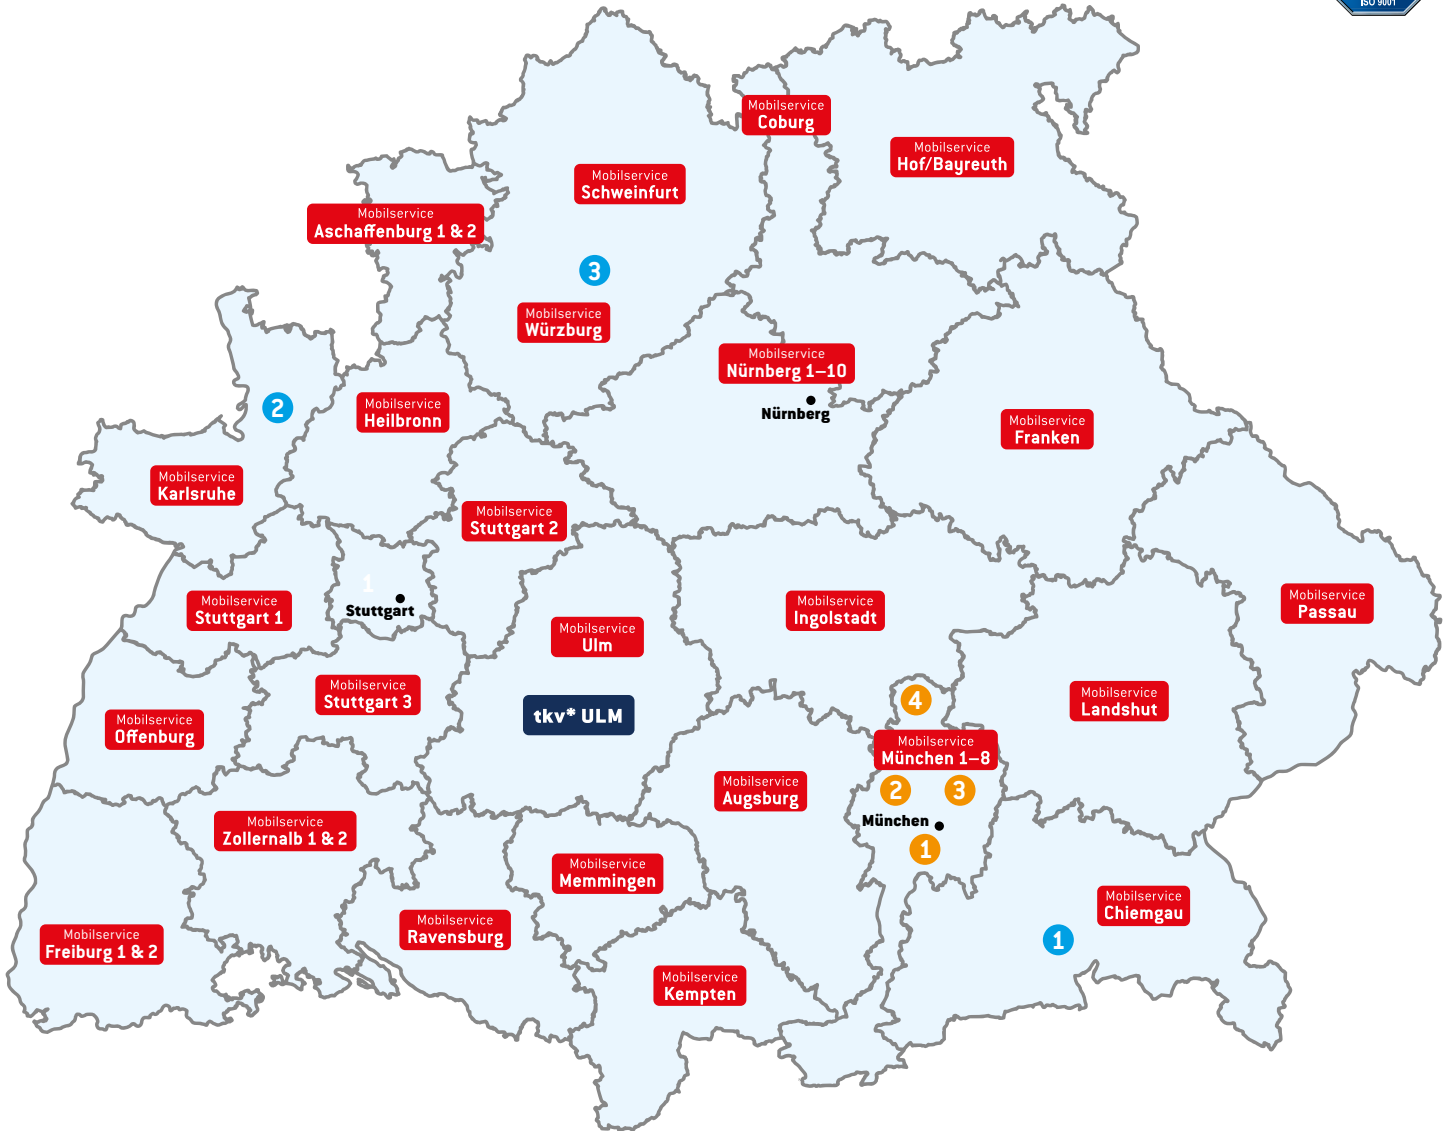 ISO 9001
Mobilservice
Coburg
Mobilservice
Hof/Bayreuth
Mobilservice
Schweinfurt
Mobilservice
Aschaffenburg 1 & 2
3
Mobilservice
Würzburg
Mobilservice
Nürnberg 1–10
Nürnberg
2
Mobilservice
Heilbronn
Mobilservice
Franken
Mobilservice
Karlsruhe
Mobilservice
Stuttgart 2
1
Stuttgart
Mobilservice
Stuttgart 1
Mobilservice
Ingolstadt
Mobilservice
Passau
Mobilservice
Ulm
Mobilservice
Stuttgart 3
tkv* ULM
4
Mobilservice
Landshut
Mobilservice
Offenburg
Mobilservice
München 1–8
2
3
München
1
Mobilservice
Augsburg
Mobilservice
Zollernalb 1 & 2
Mobilservice
Memmingen
Mobilservice
Chiemgau
1
Mobilservice
Ravensburg
Mobilservice
Freiburg 1 & 2
Mobilservice
Kempten